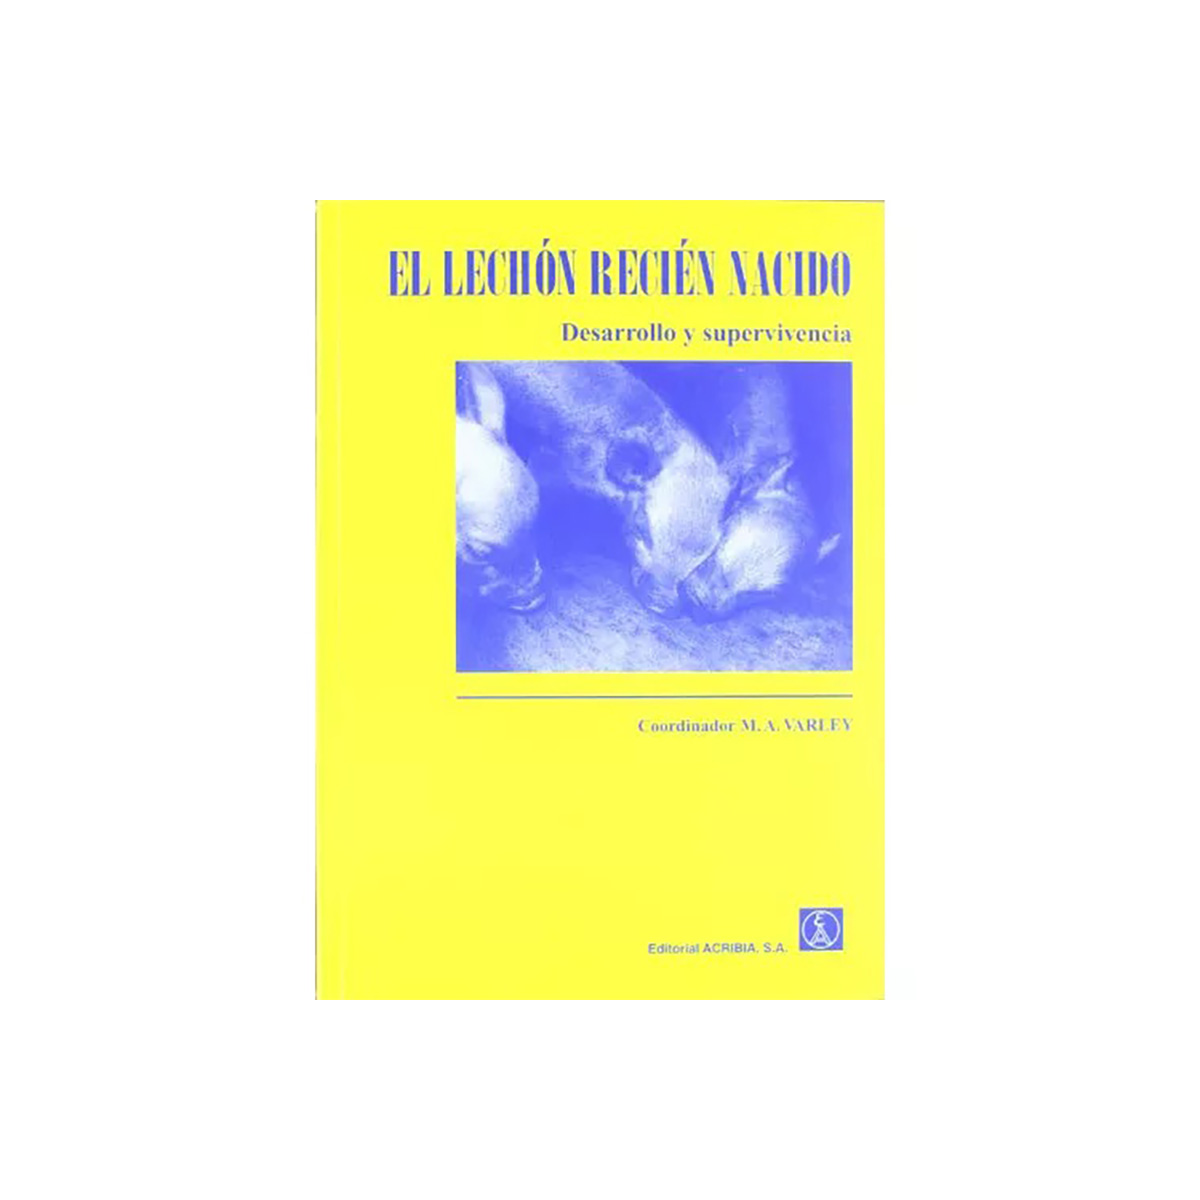 EL LECHÓN RECIÉN NACIDO
Desarrollo y supervivencia
Coordinador M. A. VARLEY
Editorial ACRIBIA, S.A.